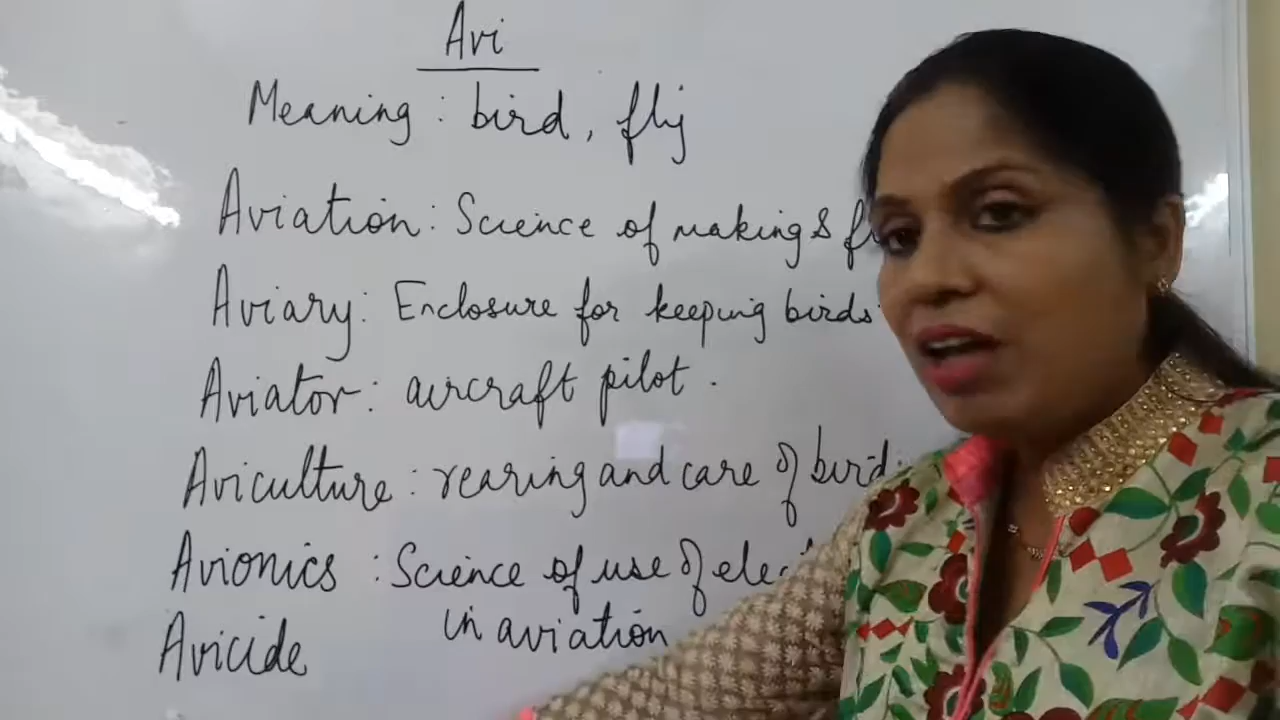 Avi
Meaning : bird, fly
Aviation : Science of making &
Aviary : Enclosure for keeping birds
Aviator : aircraft pilot .
Aviculture : rearing and care of bird
Avionics : Science of use of
in aviation
Avicide